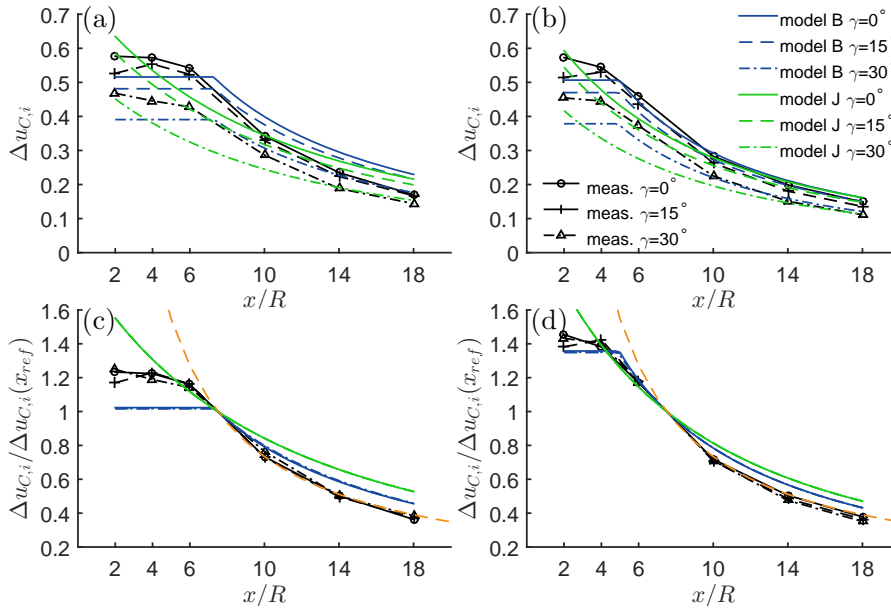 (a)
0.7
0.6
0.5
0.4
0.3
0.2
0.1
0
Δu_{C,i}
2 4 6 10 14 18
x/R
(b)
0.7
0.6
0.5
0.4
0.3
0.2
0.1
0
Δu_{C,i}
model B γ=0°
model B γ=15°
model B γ=30°
model J γ=0°
model J γ=15°
model J γ=30°
meas. γ=0°
meas. γ=15°
meas. γ=30°
2 4 6 10 14 18
x/R
(c)
1.6
1.4
1.2
1
0.8
0.6
0.4
0.2
Δu_{C,i}/Δu_{C,i}(x_{ref})
2 4 6 10 14 18
x/R
(d)
1.6
1.4
1.2
1
0.8
0.6
0.4
0.2
Δu_{C,i}/Δu_{C,i}(x_{ref})
2 4 6 10 14 18
x/R